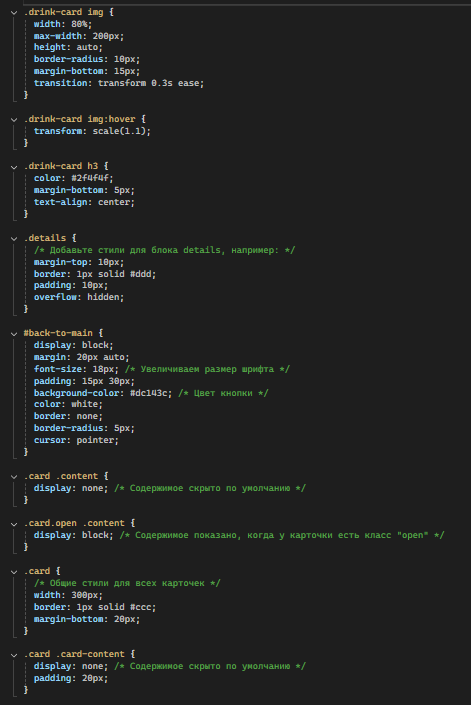 .drink-card img {
width: 80%;
max-width: 200px;
height: auto;
border-radius: 10px;
margin-bottom: 15px;
transition: transform 0.3s ease;
}
.drink-card img:hover {
transform: scale(1.1);
}
.drink-card h3 {
color: #2f4f4f;
margin-bottom: 5px;
text-align: center;
}
.details {
/* Добавьте стили для блока details, например: */
margin-top: 10px;
border: 1px solid #ddd;
padding: 10px;
overflow: hidden;
}
#back-to-main {
display: block;
margin: 20px auto;
font-size: 18px; /* Увеличиваем размер шрифта */
padding: 15px 30px;
background-color: #dc143c; /* Цвет кнопки */
color: white;
border: none;
border-radius: 5px;
cursor: pointer;
}
.card .content {
display: none; /* Содержимое скрыто по умолчанию */
}
.card.open .content {
display: block; /* Содержимое показано, когда у карточки есть класс "open" */
}
.card {
/* Общие стили для всех карточек */
width: 300px;
border: 1px solid #ccc;
margin-bottom: 20px;
}
.card .card-content {
display: none; /* Содержимое скрыто по умолчанию */
padding: 20px;
}